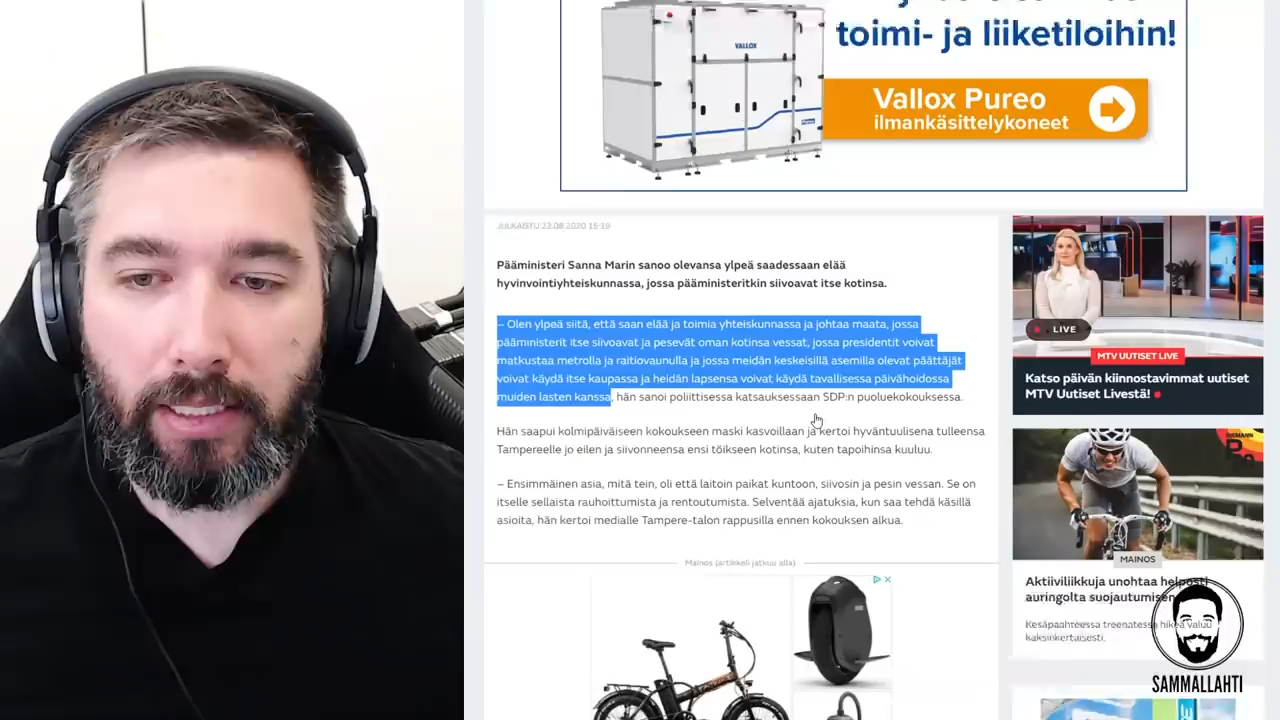 toimi- ja liiketiloihin!
VALLOX
Vallox Pureo
ilmankäsittelykoneet
JULKAISTU 23.08.2020 15:19
Pääministeri Sanna Marin sanoo olevansa ylpeä saadessaan elää
hyvinvointiyhteiskunnassa, jossa pääministeritkin siivoavat itse kotinsa.
– Olen ylpeä siitä, että saan elää ja toimia yhteiskunnassa ja johtaa maata, jossa
pääministerit itse siivoavat ja pesevät oman kotinsa vessat, jossa presidentit voivat
matkustaa metrolla ja raitiovaunulla ja jossa meidän keskeisillä asemilla olevat päättäjät
voivat käydä itse kaupassa ja heidän lapsensa voivat käydä tavallisessa päivähoidossa
muiden lasten kanssa, hän sanoi poliittisessa katsauksessaan SDP:n puoluekokouksessa.
Hän saapui kolmipäiväiseen kokoukseen maski kasvoillaan ja kertoi hyväntuulisena tulleensa
Tampereelle jo eilen ja siivonneensa ensi töikseen kotinsa, kuten tapoihinsa kuuluu.
– Ensimmäinen asia, mitä tein, oli että laitoin paikat kuntoon, siivosin ja pesin vessan. Se on
itselle sellaista rauhoittumista ja rentoutumista. Selventää ajatuksia, kun saa tehdä käsillä
asioita, hän kertoi medialle Tampere-talon rappusilla ennen kokouksen alkua.
Mainos (artikkeli jatkuu alla)
LIVE
MTV UUTISET LIVE
Katso päivän kiinnostavimmat uutiset
MTV Uutiset Livestä!
MAINOS
Aktiiviliikkuja unohtaa helposti
auringolta suojautumisen
Kesäpaahteessa treenatessa hikeä valuu
kaksinkertaisesti.
SAMMALLAHTI